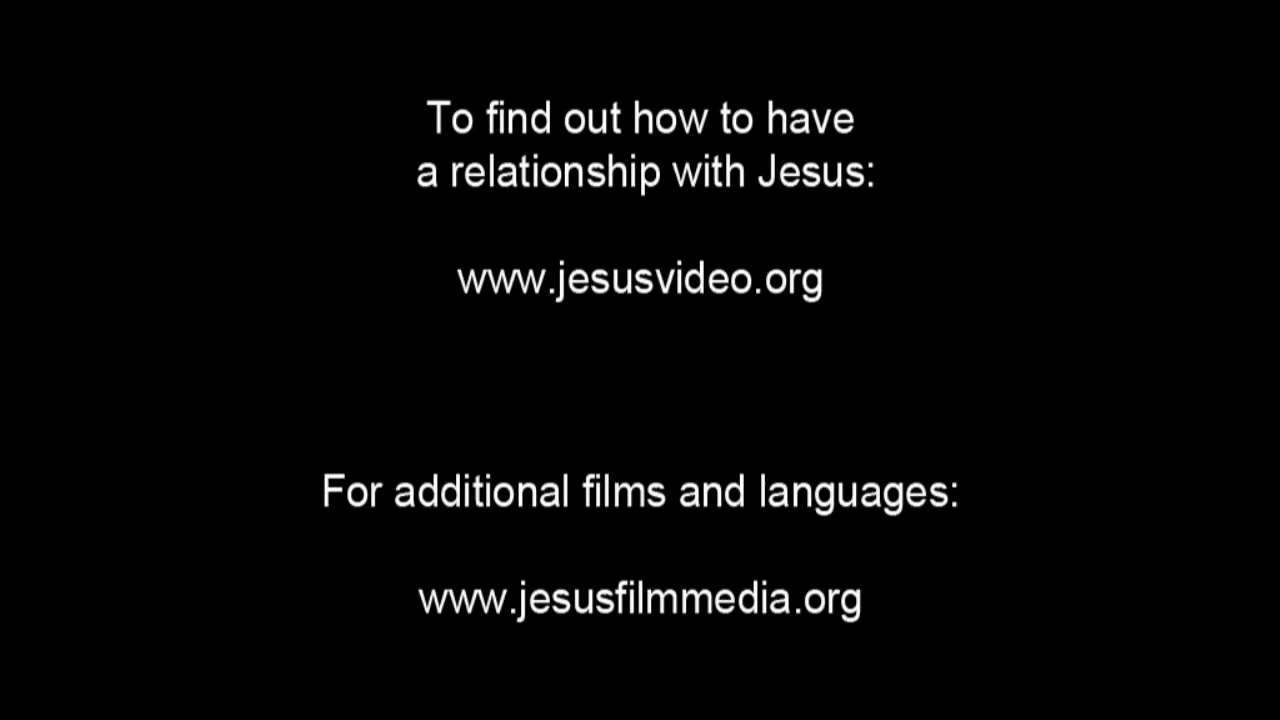 To find out how to have
a relationship with Jesus:
www.jesusvideo.org
For additional films and languages:
www.jesusfilmmedia.org